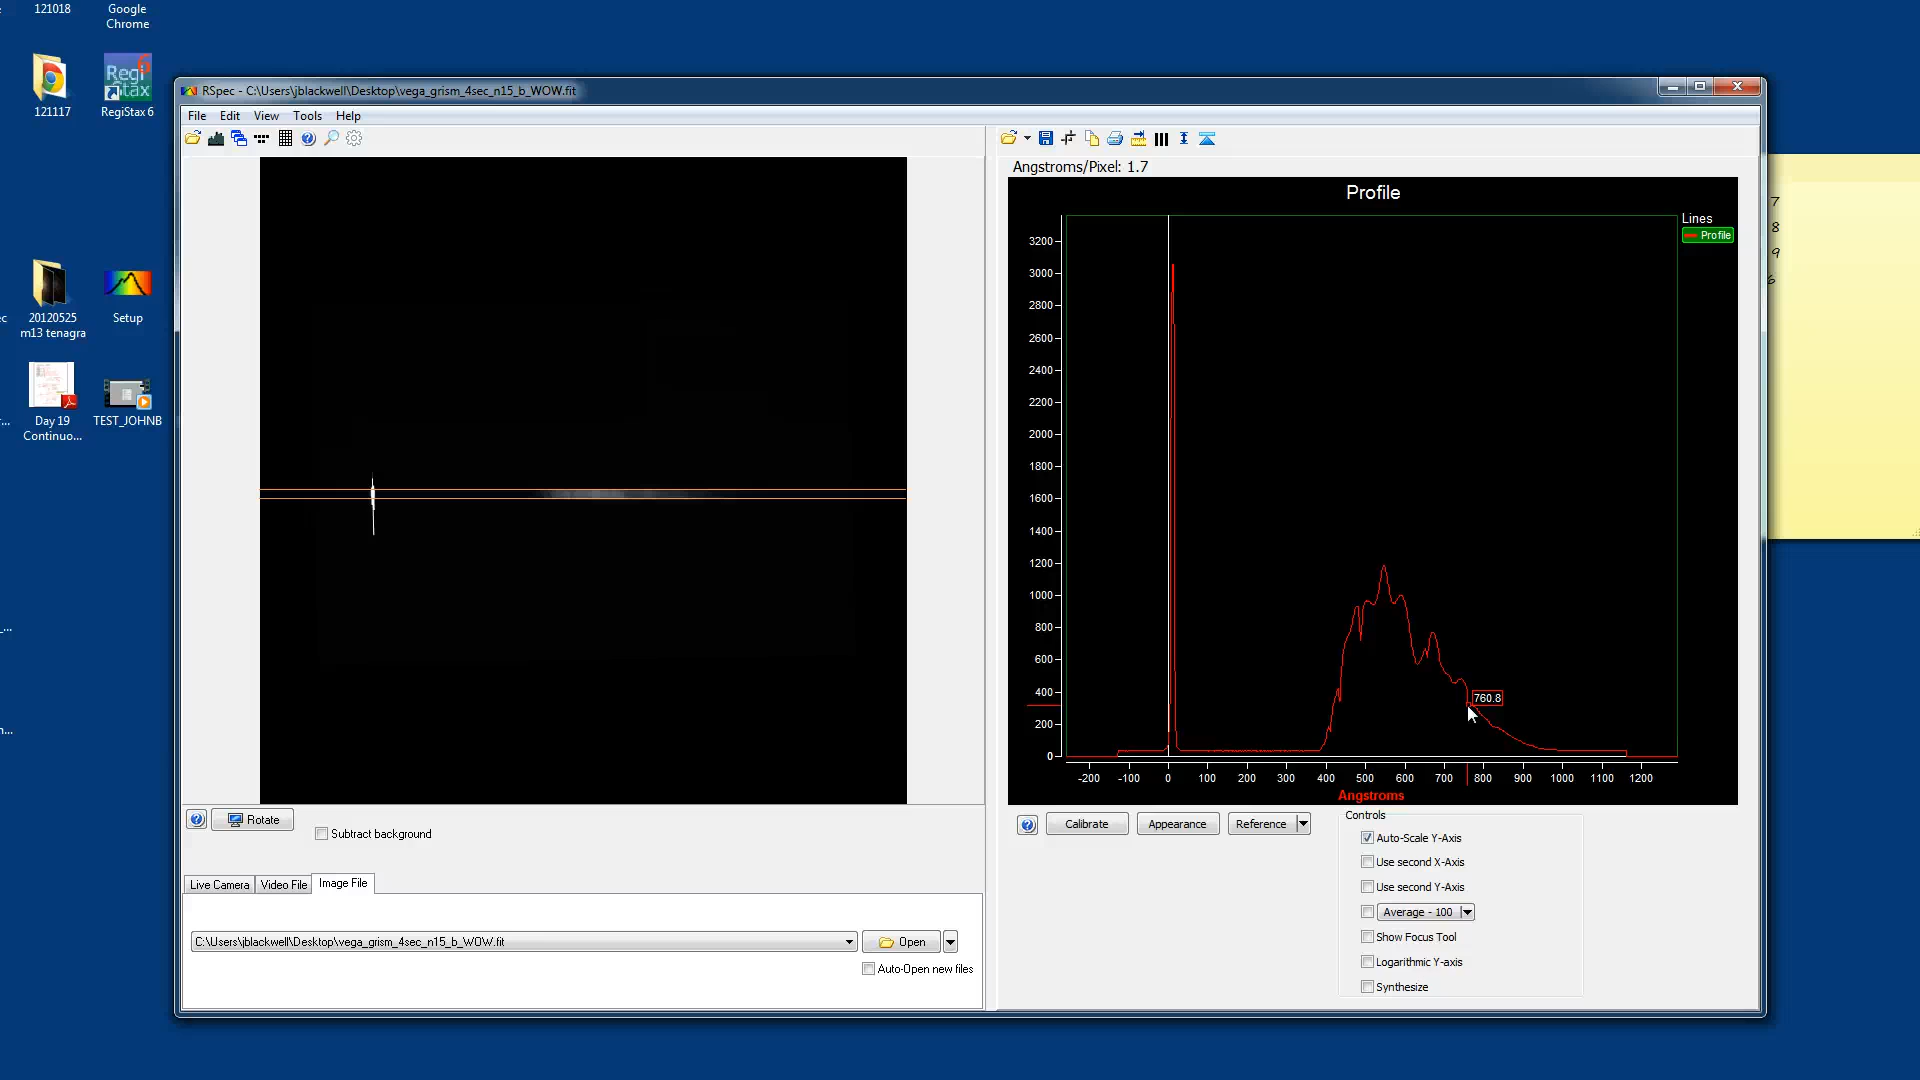 121018
Google
Chrome
121117
RegiStax 6
20120525
m13 tenagra
Setup
Day 19
Continuo...
TEST_JOHNB
RSpec - C:\Users\jblackwell\Desktop\vega_grism_4sec_n15_b_WOW.fit
File Edit View Tools Help
Angstroms/Pixel: 1.7
Profile
Lines
Profile
3200
3000
2800
2600
2400
2200
2000
1800
1600
1400
1200
1000
800
600
400
200
0
760.8
-200 -100 0 100 200 300 400 500 600 700 800 900 1000 1100 1200
Angstroms
Rotate
Subtract background
Calibrate
Appearance
Reference
Controls
Auto-Scale Y-Axis
Use second X-Axis
Use second Y-Axis
Average - 100
Show Focus Tool
Logarithmic Y-axis
Synthesize
Live Camera Video File Image File
C:\Users\jblackwell\Desktop\vega_grism_4sec_n15_b_WOW.fit
Open
Auto-Open new files
7
8
9
6